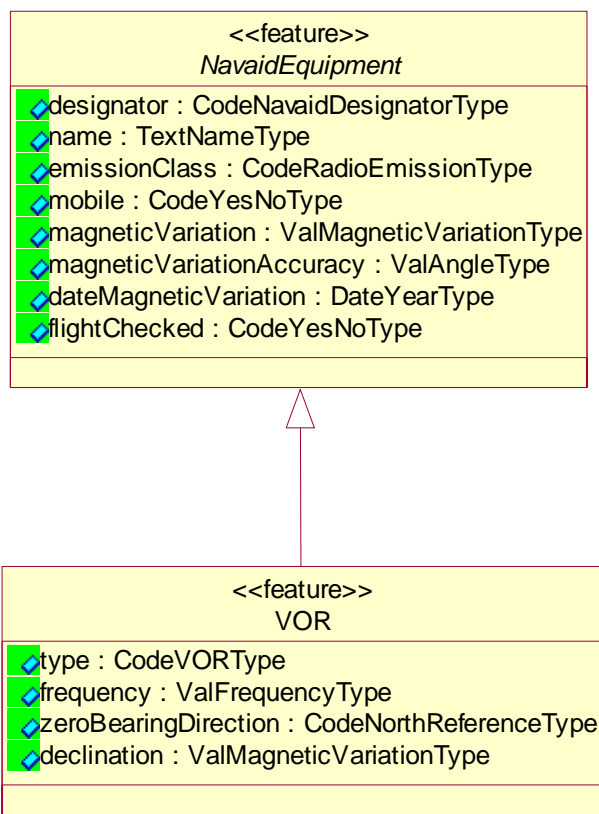 <<feature>>
NavaidEquipment
designator : CodeNavaidDesignatorType
name : TextNameType
emissionClass : CodeRadioEmissionType
mobile : CodeYesNoType
magneticVariation : ValMagneticVariationType
magneticVariationAccuracy : ValAngleType
dateMagneticVariation : DateYearType
flightChecked : CodeYesNoType
<<feature>>
VOR
type : CodeVORType
frequency : ValFrequencyType
zeroBearingDirection : CodeNorthReferenceType
declination : ValMagneticVariationType